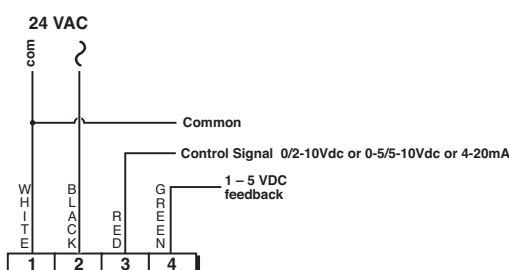 24 VAC
com
Common
Control Signal 0/2-10Vdc or 0-5/5-10Vdc or 4-20mA
1 – 5 VDC
feedback
WHITE
BLACK
RED
GREEN
1 2 3 4